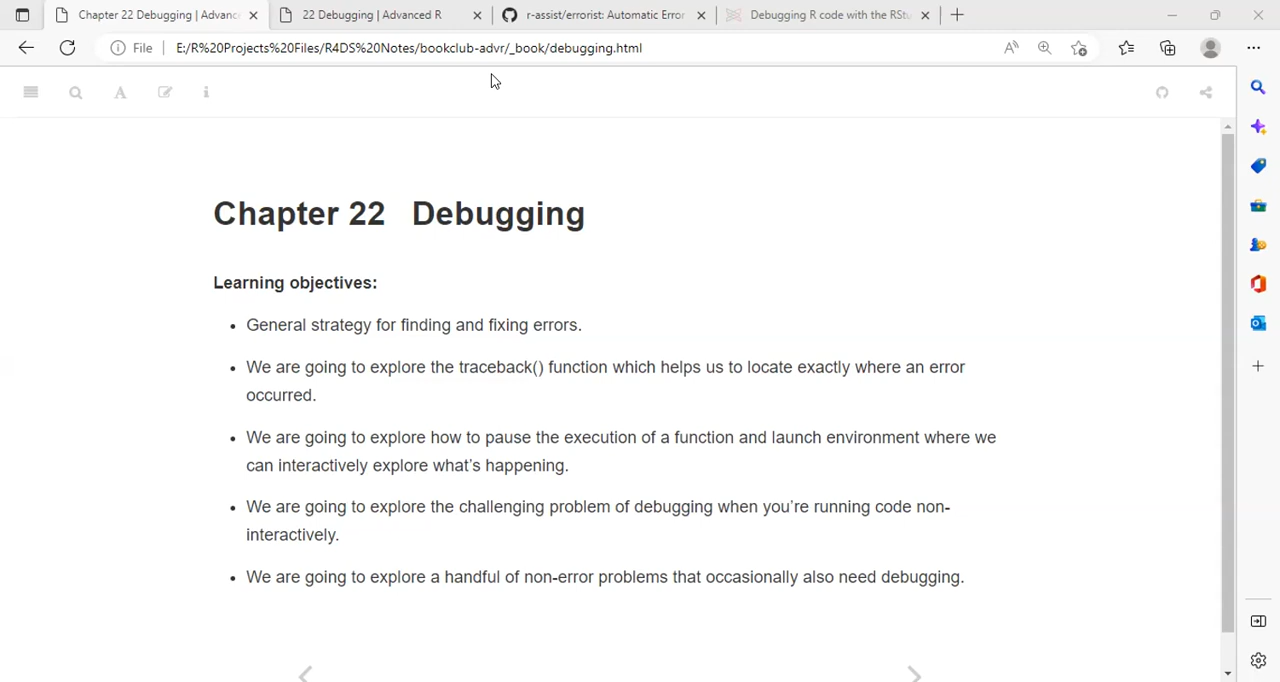 Chapter 22 Debugging | Advanc
22 Debugging | Advanced R
r-assist/errorist: Automatic Error
Debugging R code with the RStu
File
E:/R%20Projects%20Files/R4DS%20Notes/bookclub-advr/_book/debugging.html
Chapter 22 Debugging
Learning objectives:
• General strategy for finding and fixing errors.
• We are going to explore the traceback() function which helps us to locate exactly where an error
occurred.
• We are going to explore how to pause the execution of a function and launch environment where we
can interactively explore what's happening.
• We are going to explore the challenging problem of debugging when you're running code non-
interactively.
• We are going to explore a handful of non-error problems that occasionally also need debugging.